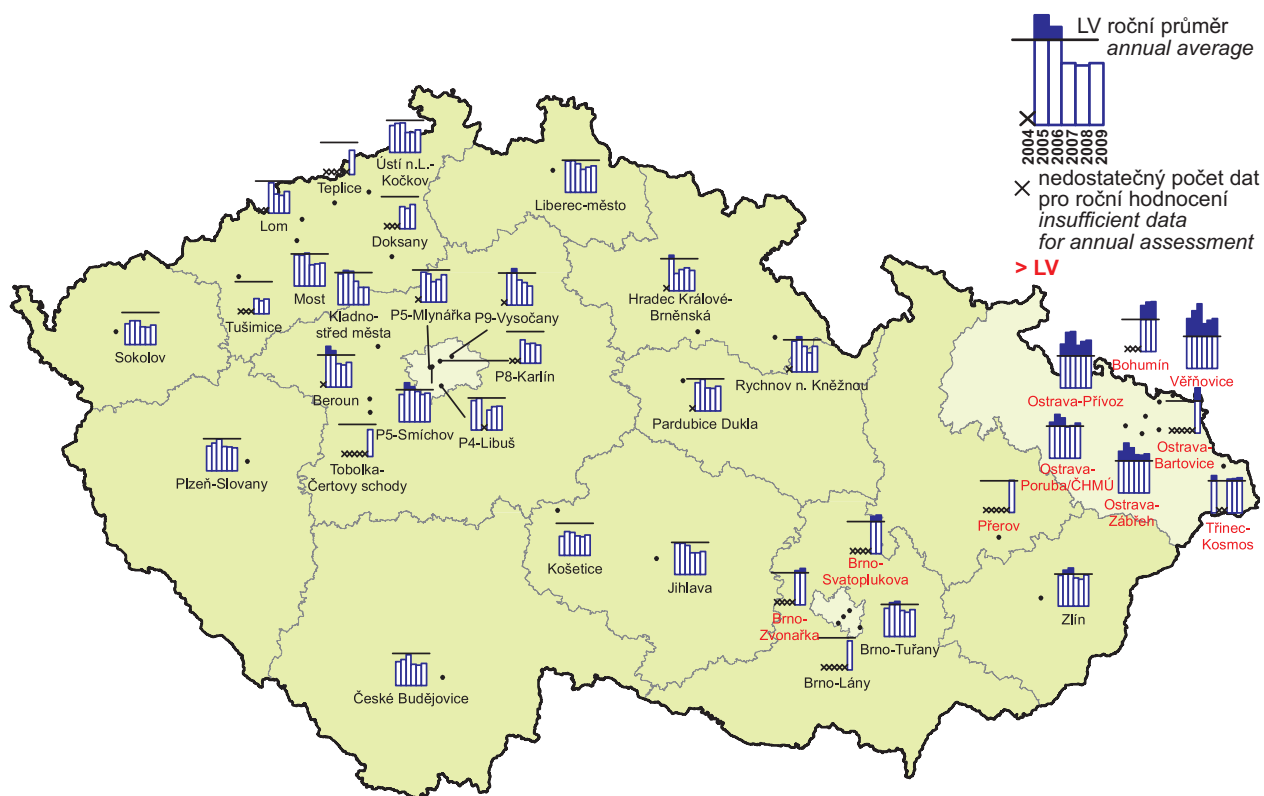 LV roční průměr
annual average
2004
2005
2006
2007
2008
2009
nedostatečný počet dat
pro roční hodnocení
insufficient data
for annual assessment
> LV
Ústí n.L.-
Kočkov
Teplice
Liberec-město
Lom
Doksany
Most
Kladno-
střed města
P5-Mlynářka
P9-Vysočany
Hradec Králové-
Brněnská
Tušimice
Sokolov
Beroun
P8-Karlín
Rychnov n. Kněžnou
P5-Smíchov
P4-Libuš
Pardubice Dukla
Tobolka-
Čertovy schody
Plzeň-Slovany
Bohumín
Věřňovice
Ostrava-Přívoz
Ostrava-
Bartovice
Ostrava-
Poruba/ČHMÚ
Ostrava-
Zábřeh
Třinec-
Kosmos
Přerov
Košetice
Jihlava
Brno-
Svatoplukova
Brno-
Zvonařka
Brno-Tuřany
Zlín
Brno-Lány
České Budějovice